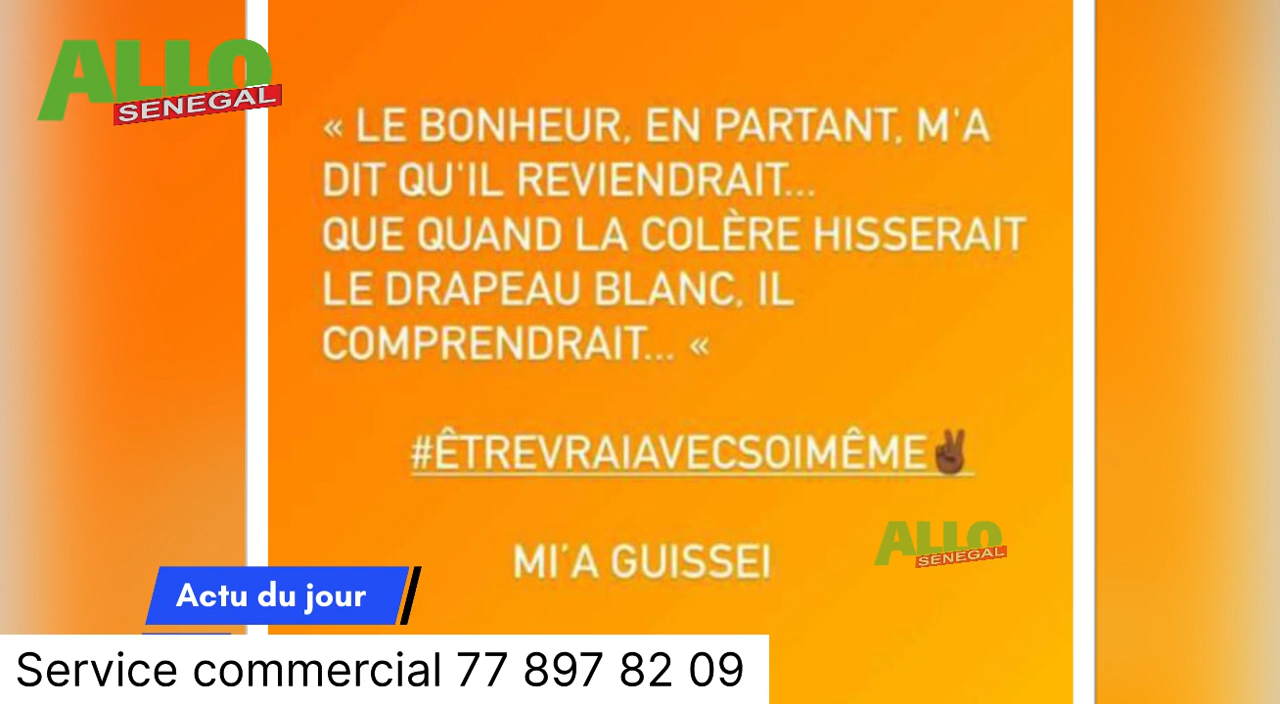 ALLO
SENEGAL
« LE BONHEUR, EN PARTANT, M'A
DIT QU'IL REVIENDRAIT...
QUE QUAND LA COLÈRE HISSERAIT
LE DRAPEAU BLANC, IL
COMPRENDRAIT... «
#ÊTREVRAIAVECSOIMÊME✌🏿
MI'A GUISSEI
ALLO
SENEGAL
Actu du jour
Service commercial 77 897 82 09